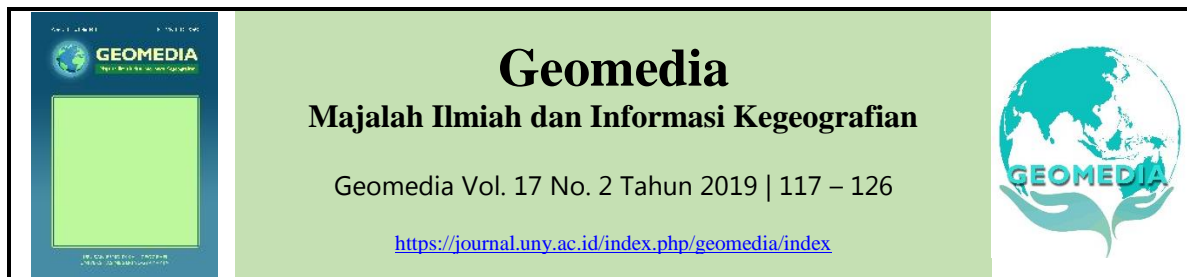 GEOMEDIA
Geomedia
Majalah Ilmiah dan Informasi Kegeografian
Geomedia Vol. 17 No. 2 Tahun 2019 | 117 – 126
https://journal.uny.ac.id/index.php/geomedia/index
GEOMEDIA